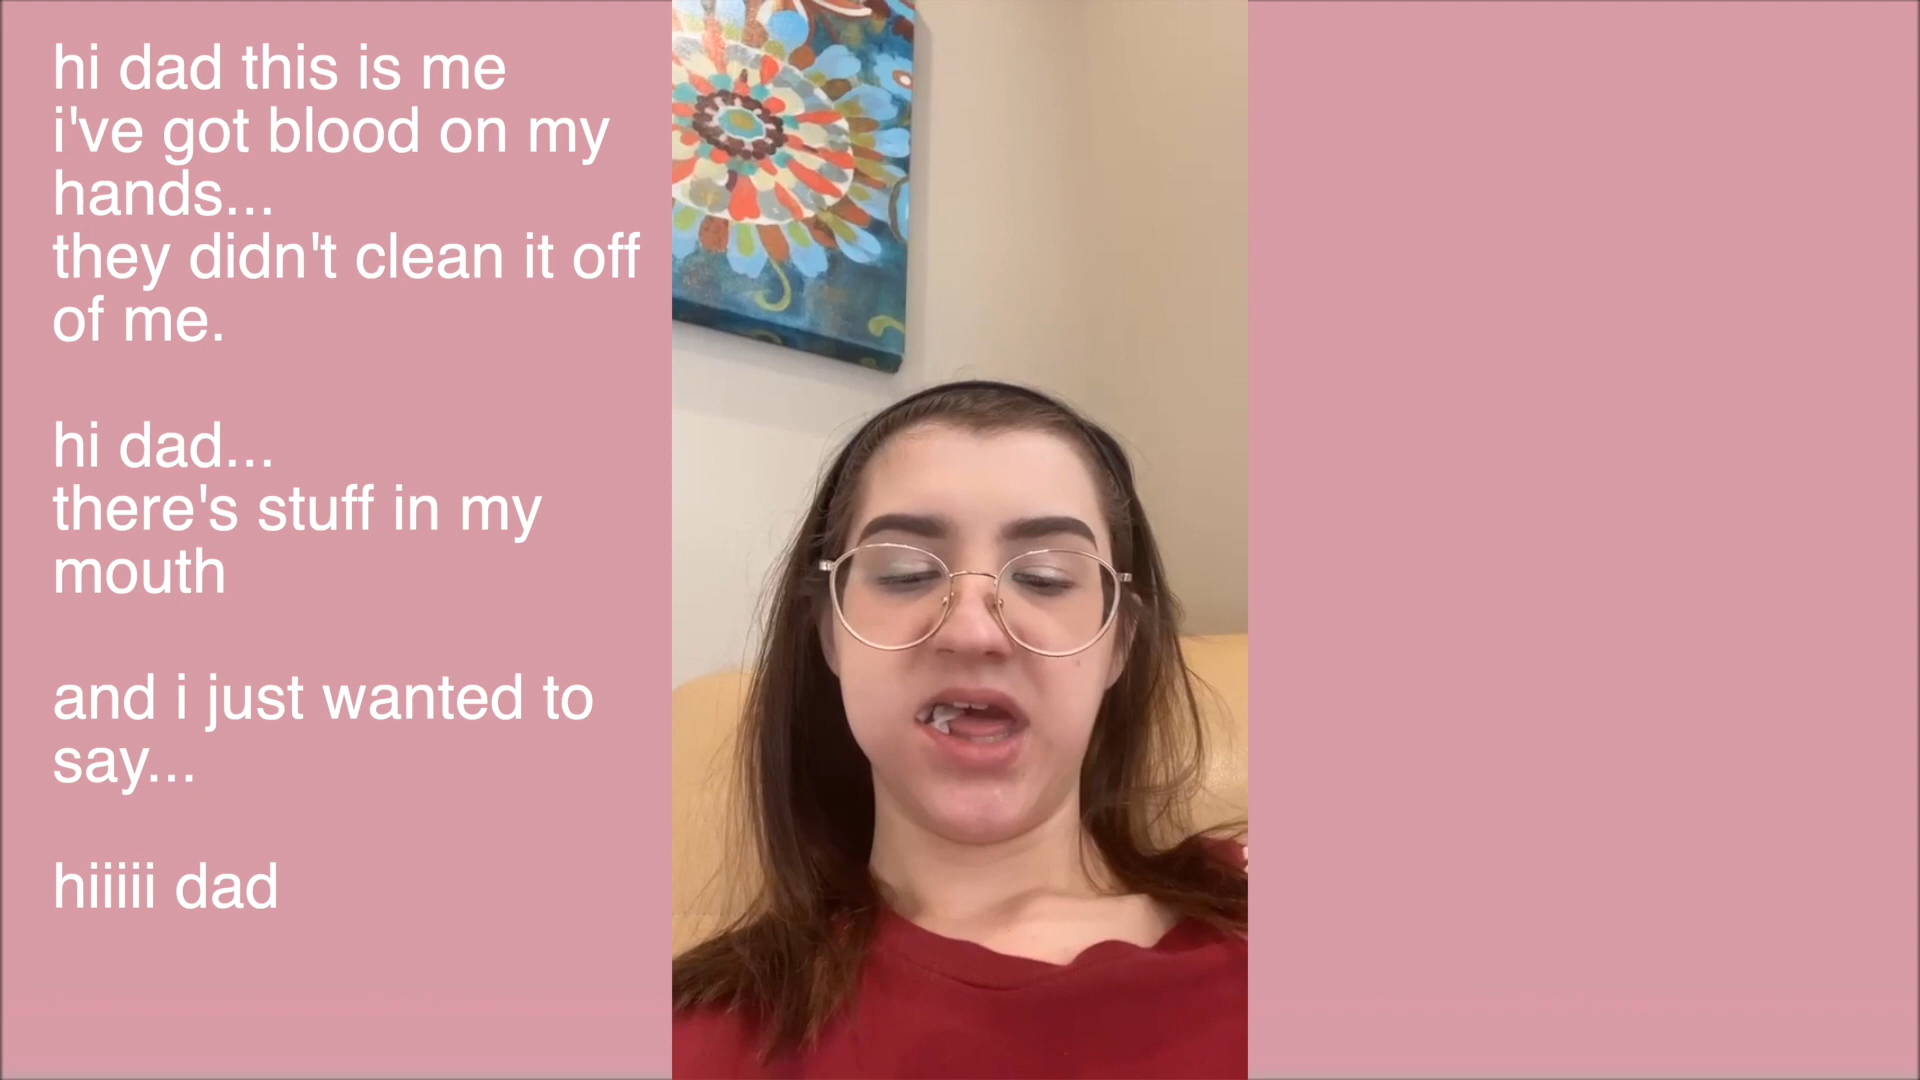 hi dad this is me
i've got blood on my
hands...
they didn't clean it off
of me.
hi dad...
there's stuff in my
mouth
and i just wanted to
say...
hiiiii dad